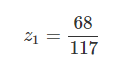 z₁ = 68/117